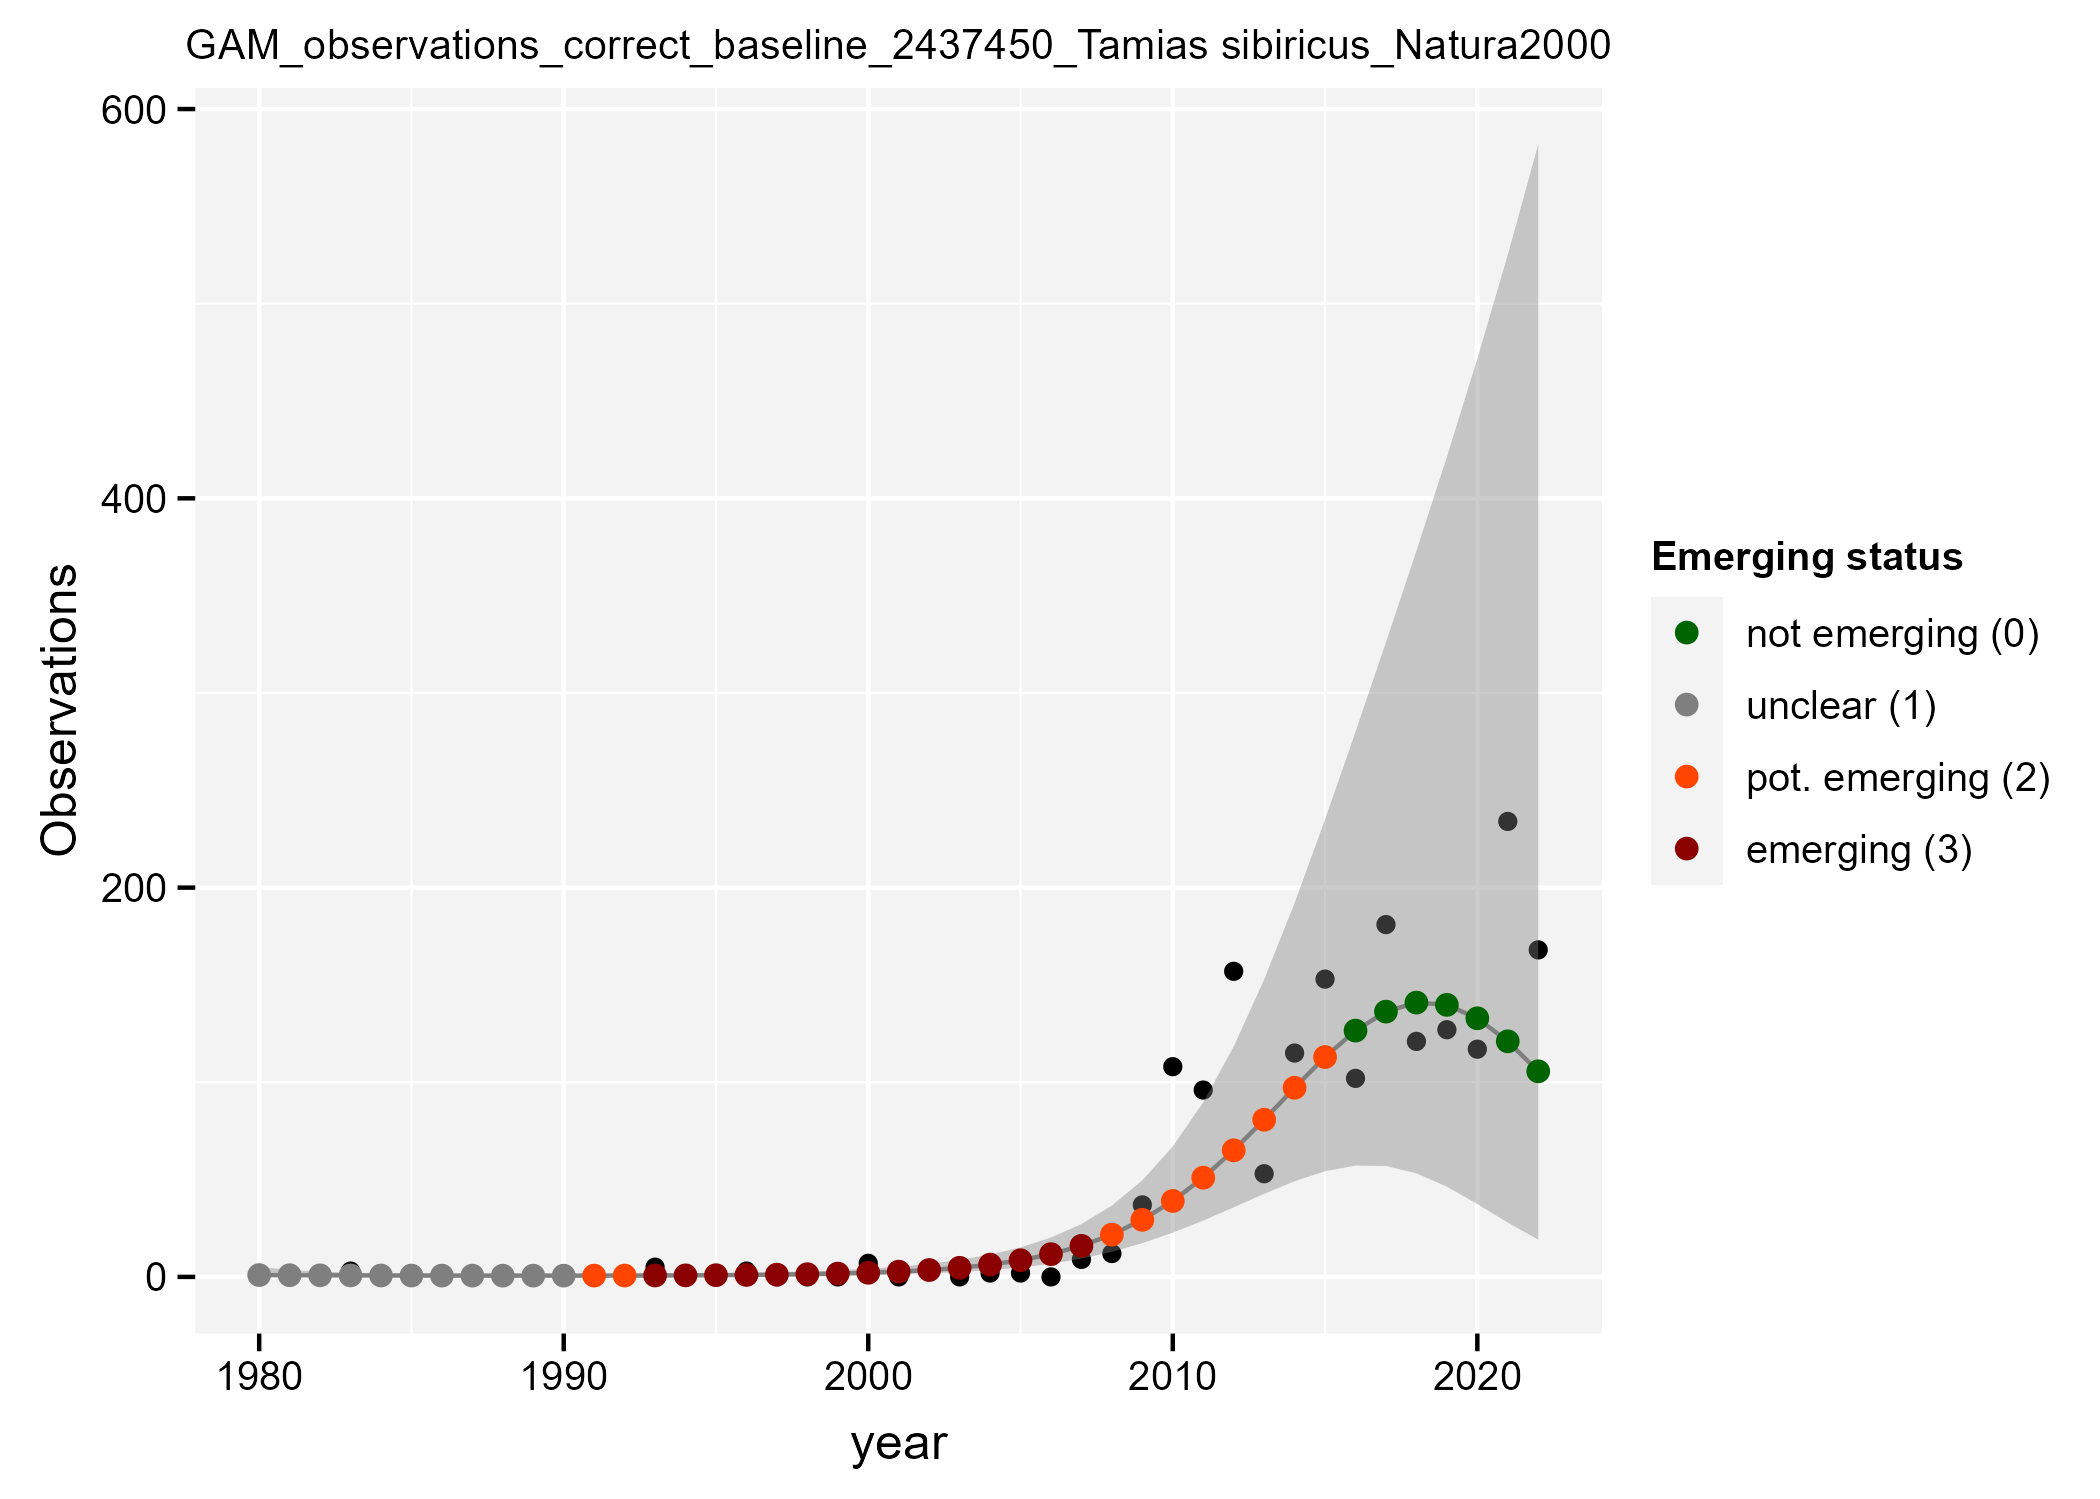 GAM_observations_correct_baseline_2437450_Tamias sibiricus_Natura2000
600
400
200
0
Observations
1980 1990 2000 2010 2020
year
Emerging status
not emerging (0)
unclear (1)
pot. emerging (2)
emerging (3)